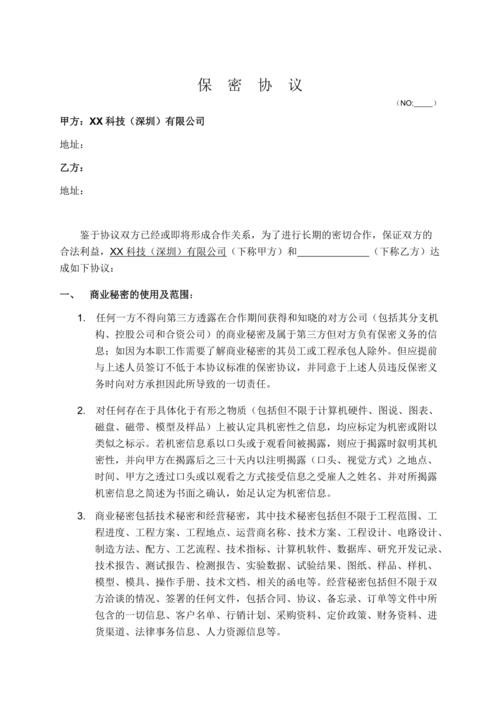 保 密 协 议
（NO:_____）
甲方：XX 科技（深圳）有限公司
地址：
乙方：
地址：
鉴于协议双方已经或即将形成合作关系，为了进行长期的密切合作，保证双方的
合法利益，XX 科技（深圳）有限公司（下称甲方）和______________（下称乙方）达
成如下协议：
一、 商业秘密的使用及范围：
1. 任何一方不得向第三方透露在合作期间获得和知晓的对方公司（包括其分支机
构、控股公司和合资公司）的商业秘密及属于第三方但对方负有保密义务的信
息；如因为本职工作需要了解商业秘密的其员工或工程承包人除外。但应提前
与上述人员签订不低于本协议标准的保密协议，并同意于上述人员违反保密义
务时向对方承担因此所导致的一切责任。
2. 对任何存在于具体化于有形之物质（包括但不限于计算机硬件、图说、图表、
磁盘、磁带、模型及样品）上被认定具机密性之信息，均应标定为机密或附以
类似之标示。若机密信息系以口头或于观看间被揭露，则应于揭露时叙明其机
密性，并向甲方在揭露后之三十天内以注明揭露（口头、视觉方式）之地点、
时间、甲方之透过口头或以观看之方式接受信息之受雇人之姓名、并对所揭露
机密信息之简述为书面之确认，始足认定为机密信息。
3. 商业秘密包括技术秘密和经营秘密，其中技术秘密包括但不限于工程范围、工
程进度、工程方案、工程地点、运营商名称、技术方案、工程设计、电路设计、
制造方法、配方、工艺流程、技术指标、计算机软件、数据库、研究开发记录、
技术报告、测试报告、检测报告、实验数据、试验结果、图纸、样品、样机、
模型、模具、操作手册、技术文档、相关的函电等。经营秘密包括但不限于双
方洽谈的情况、签署的任何文件，包括合同、协议、备忘录、订单等文件中所
包含的一切信息、客户名单、行销计划、采购资料、定价政策、财务资料、进
货渠道、法律事务信息、人力资源信息等。